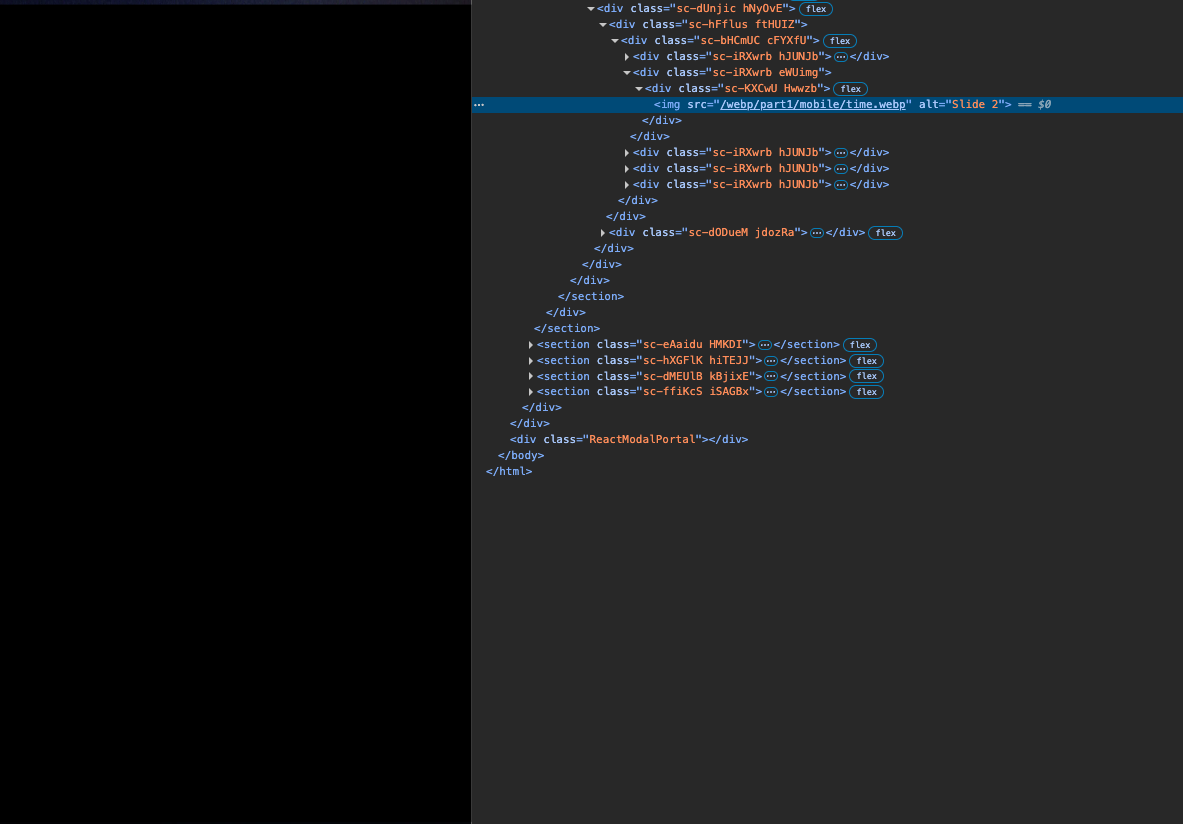 <div class="sc-dUnjic hNyOvE"> flex
<div class="sc-hFflus ftHUIZ">
<div class="sc-bHCmUC cFYXfU"> flex
<div class="sc-iRXwrb hJUNJb">…</div>
<div class="sc-iRXwrb eWUimg">
<div class="sc-KXCwU Hwwzb"> flex
… <img src="/webp/part1/mobile/time.webp" alt="Slide 2"> == $0
</div>
</div>
<div class="sc-iRXwrb hJUNJb">…</div>
<div class="sc-iRXwrb hJUNJb">…</div>
<div class="sc-iRXwrb hJUNJb">…</div>
</div>
</div>
<div class="sc-dODueM jdozRa">…</div> flex
</div>
</div>
</div>
</section>
</div>
</section>
<section class="sc-eAaidu HMKDI">…</section> flex
<section class="sc-hXGFlK hiTEJJ">…</section> flex
<section class="sc-dMEUlB kBjixE">…</section> flex
<section class="sc-ffiKcS iSAGBx">…</section> flex
</div>
</div>
<div class="ReactModalPortal"></div>
</body>
</html>